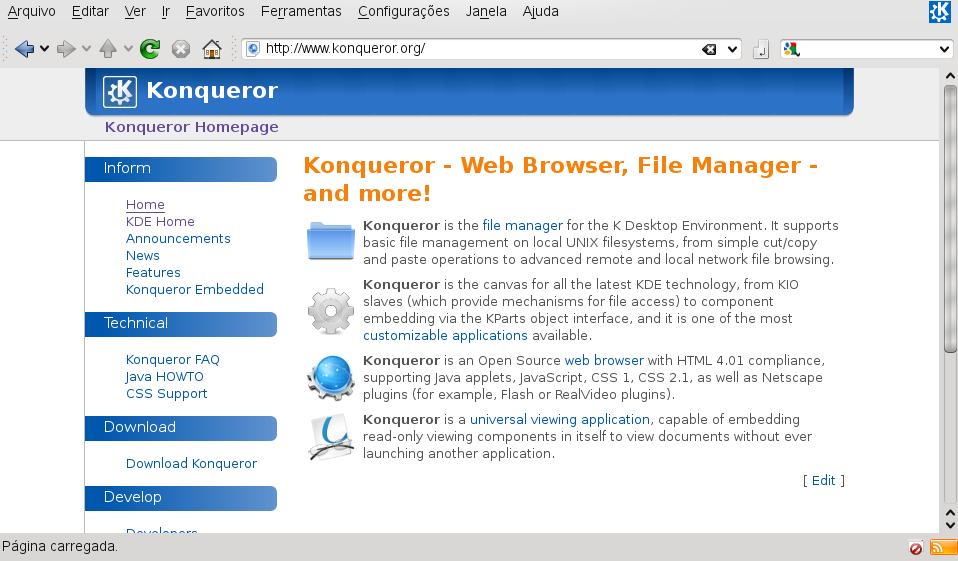 Arquivo Editar Ver Ir Favoritos Ferramentas Configurações Janela Ajuda
http://www.konqueror.org/
Konqueror
Konqueror Homepage
Inform
Home
KDE Home
Announcements
News
Features
Konqueror Embedded
Technical
Konqueror FAQ
Java HOWTO
CSS Support
Download
Download Konqueror
Develop
Developers
Konqueror - Web Browser, File Manager -
and more!
Konqueror is the file manager for the K Desktop Environment. It supports
basic file management on local UNIX filesystems, from simple cut/copy
and paste operations to advanced remote and local network file browsing.
Konqueror is the canvas for all the latest KDE technology, from KIO
slaves (which provide mechanisms for file access) to component
embedding via the KParts object interface, and it is one of the most
customizable applications available.
Konqueror is an Open Source web browser with HTML 4.01 compliance,
supporting Java applets, JavaScript, CSS 1, CSS 2.1, as well as Netscape
plugins (for example, Flash or RealVideo plugins).
Konqueror is a universal viewing application, capable of embedding
read-only viewing components in itself to view documents without ever
launching another application.
[ Edit ]
Página carregada.